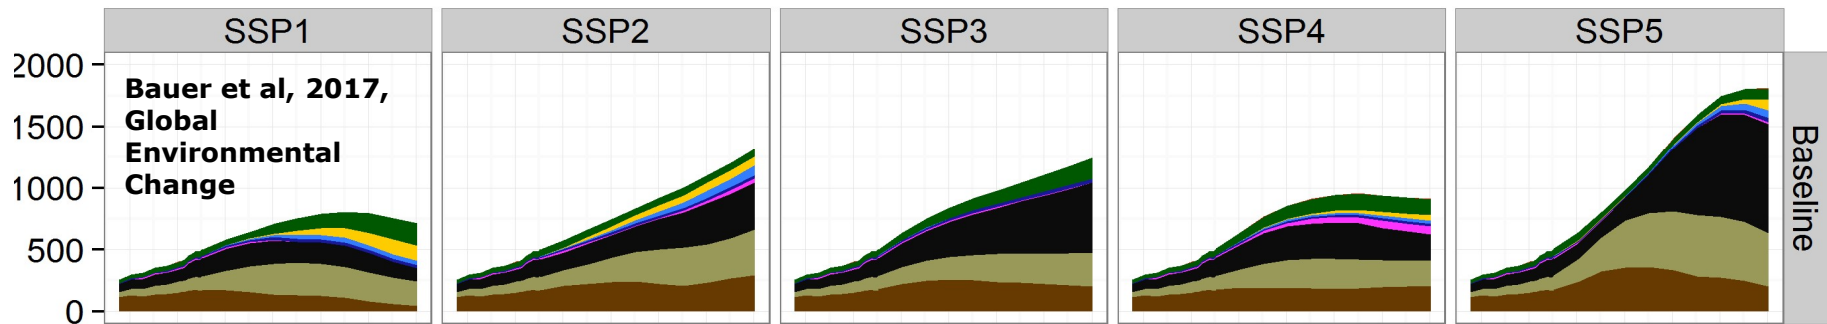 SSP1
SSP2
SSP3
SSP4
SSP5
2000
1500
1000
500
0
Bauer et al, 2017,
Global
Environmental
Change
Baseline